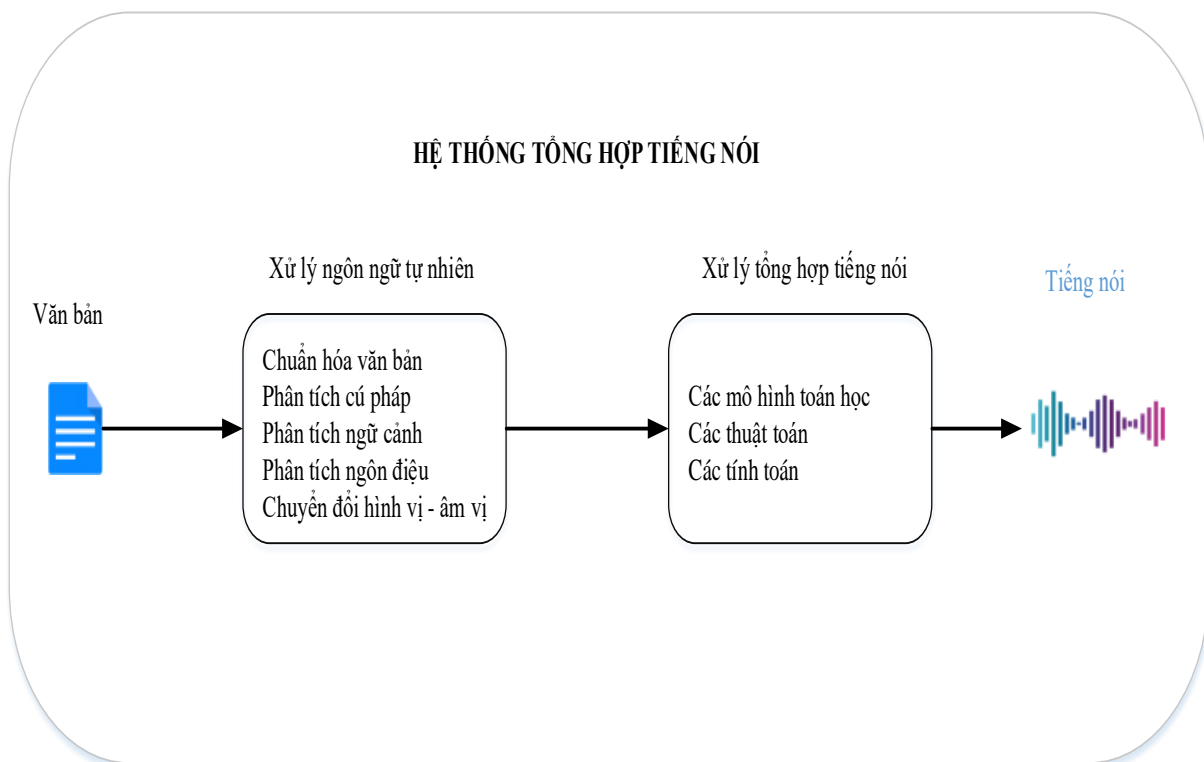 HỆ THỐNG TỔNG HỢP TIẾNG NÓI
Văn bản
Xử lý ngôn ngữ tự nhiên
Chuẩn hóa văn bản
Phân tích cú pháp
Phân tích ngữ cảnh
Phân tích ngôn điệu
Chuyển đổi hình vị - âm vị
Xử lý tổng hợp tiếng nói
Các mô hình toán học
Các thuật toán
Các tính toán
Tiếng nói